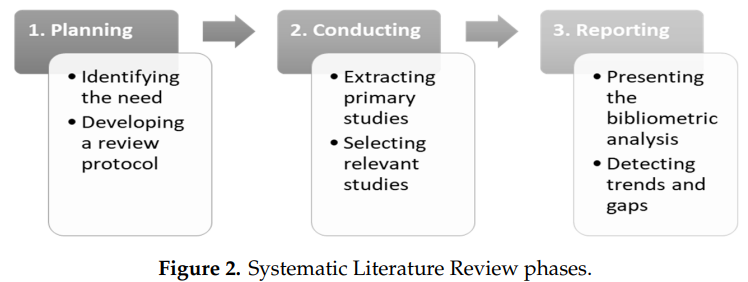 1. Planning
• Identifying
the need
• Developing
a review
protocol
2. Conducting
• Extracting
primary
studies
• Selecting
relevant
studies
3. Reporting
• Presenting
the
bibliometric
analysis
• Detecting
trends and
gaps
Figure 2. Systematic Literature Review phases.